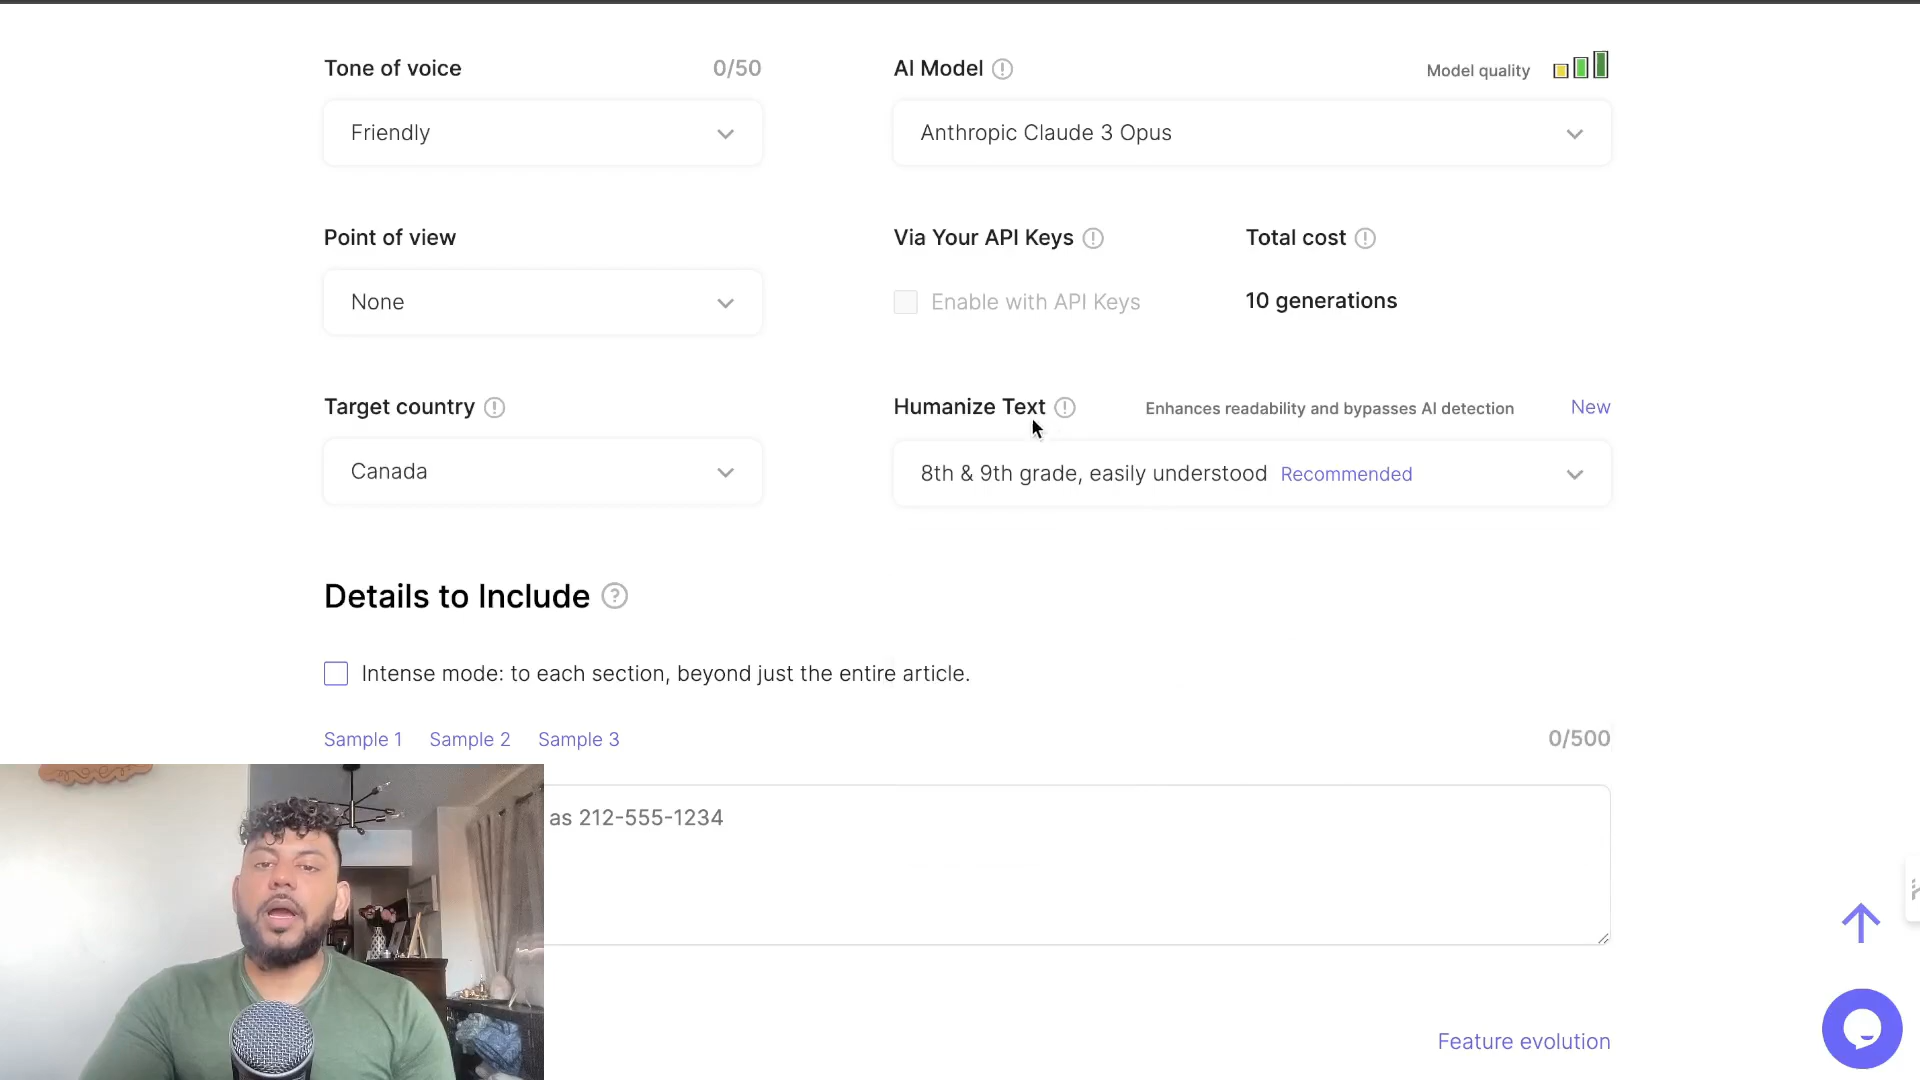 Tone of voice 0/50
Friendly
AI Model Model quality
Anthropic Claude 3 Opus
Point of view
None
Via Your API Keys Total cost
Enable with API Keys 10 generations
Target country
Canada
Humanize Text Enhances readability and bypasses AI detection New
8th & 9th grade, easily understood Recommended
Details to Include
Intense mode: to each section, beyond just the entire article.
Sample 1 Sample 2 Sample 3 0/500
as 212-555-1234
Feature evolution